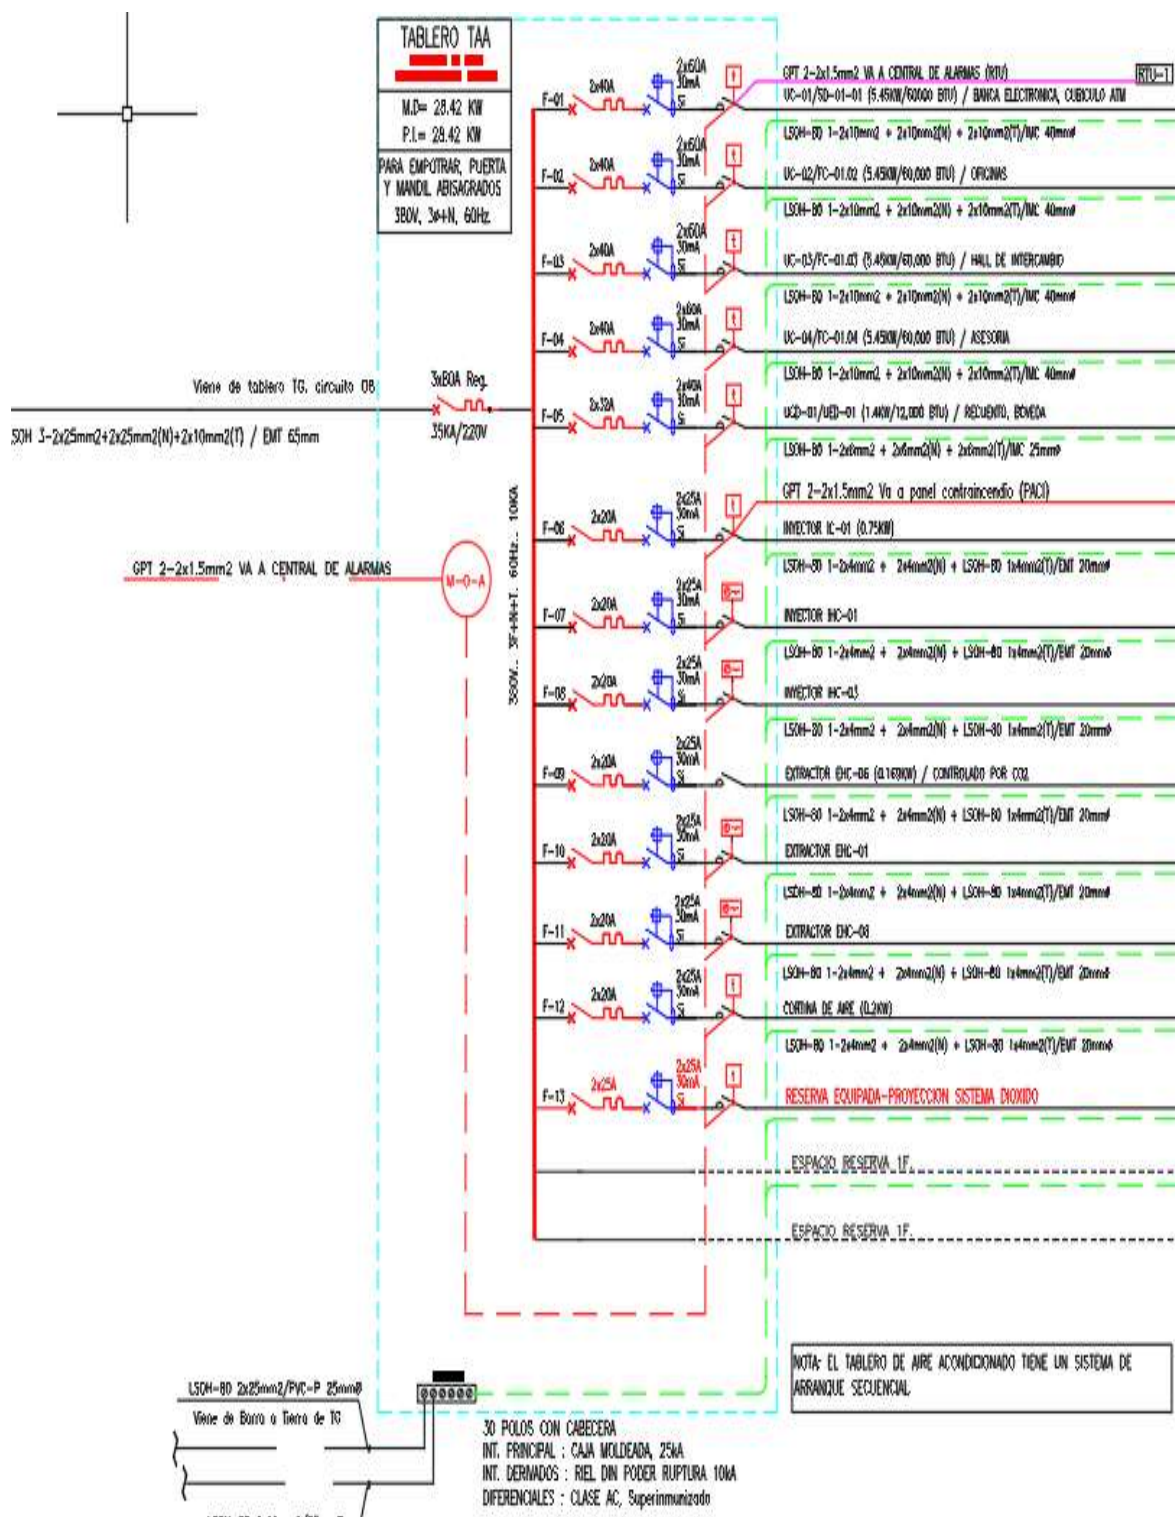 TABLERO TAA
M.D= 28.42 KW
P.I.= 28.42 KW
PARA EMPOTRAR, PUERTA
Y MANDIL ABISAGRADOS
380V, 3ø+N, 60Hz.
Viene de tablero TG, circuito 08
LSOH 3-2x25mm2+2x25mm2(N)+2x10mm2(T) / EMT 65mm
3x80A Reg.
35KA/220V
380V., 3F+N+T, 60Hz., 10KA
GPT 2-2x1.5mm2 VA A CENTRAL DE ALARMAS
M-0-A
GPT 2-2x1.5mm2 VA A CENTRAL DE ALARMAS (RTU)
RTU-1
F-01 2x40A 2x60A 30mA SI t UC-01/SD-01-01 (5.45KW/60000 BTU) / BANCA ELECTRONICA, CUBICULO ATM
LSOH-80 1-2x10mm2 + 2x10mm2(N) + 2x10mm2(T)/IMC 40mmø
F-02 2x40A 2x60A 30mA SI t UC-02/FC-01.02 (5.45KW/60,000 BTU) / OFICINAS
LSOH-80 1-2x10mm2 + 2x10mm2(N) + 2x10mm2(T)/IMC 40mmø
F-03 2x40A 2x60A 30mA SI t UC-03/FC-01.03 (5.45KW/60,000 BTU) / HALL DE INTERCAMBIO
LSOH-80 1-2x10mm2 + 2x10mm2(N) + 2x10mm2(T)/IMC 40mmø
F-04 2x40A 2x60A 30mA SI t UC-04/FC-01.04 (5.45KW/60,000 BTU) / ASESORIA
LSOH-80 1-2x10mm2 + 2x10mm2(N) + 2x10mm2(T)/IMC 40mmø
F-05 2x32A 2x40A 30mA SI t UCD-01/UED-01 (1.4KW/12,000 BTU) / RECUENTO, BOVEDA
LSOH-80 1-2x6mm2 + 2x6mm2(N) + 2x6mm2(T)/IMC 25mmø
GPT 2-2x1.5mm2 Va a panel contraincendio (PACI)
F-06 2x20A 2x25A 30mA SI t INYECTOR IC-01 (0.75KW)
LSOH-80 1-2x4mm2 + 2x4mm2(N) + LSOH-80 1x4mm2(T)/EMT 20mmø
F-07 2x20A 2x25A 30mA SI INYECTOR IHC-01
LSOH-80 1-2x4mm2 + 2x4mm2(N) + LSOH-80 1x4mm2(T)/EMT 20mmø
F-08 2x20A 2x25A 30mA SI INYECTOR IHC-03
LSOH-80 1-2x4mm2 + 2x4mm2(N) + LSOH-80 1x4mm2(T)/EMT 20mmø
F-09 2x20A 2x25A 30mA SI EXTRACTOR EHC-06 (0.169KW) / CONTROLADO POR CO2
LSOH-80 1-2x4mm2 + 2x4mm2(N) + LSOH-80 1x4mm2(T)/EMT 20mmø
F-10 2x20A 2x25A 30mA SI EXTRACTOR EHC-01
LSOH-80 1-2x4mm2 + 2x4mm2(N) + LSOH-80 1x4mm2(T)/EMT 20mmø
F-11 2x20A 2x25A 30mA SI EXTRACTOR EHC-08
LSOH-80 1-2x4mm2 + 2x4mm2(N) + LSOH-80 1x4mm2(T)/EMT 20mmø
F-12 2x20A 2x25A 30mA SI t CORTINA DE AIRE (0.2KW)
LSOH-80 1-2x4mm2 + 2x4mm2(N) + LSOH-80 1x4mm2(T)/EMT 20mmø
F-13 2x25A 2x25A 30mA SI t RESERVA EQUIPADA-PROYECCION SISTEMA DIOXIDO
ESPACIO RESERVA 1F.
ESPACIO RESERVA 1F.
NOTA: EL TABLERO DE AIRE ACONDICIONADO TIENE UN SISTEMA DE
ARRANQUE SECUENCIAL
LSOH-80 2x25mm2/PVC-P 25mmø
Viene de Barra a Tierra de TG
30 POLOS CON CABECERA
INT. PRINCIPAL : CAJA MOLDEADA, 25kA
INT. DERIVADOS : RIEL DIN PODER RUPTURA 10kA
DIFERENCIALES : CLASE AC, Superinmunizado